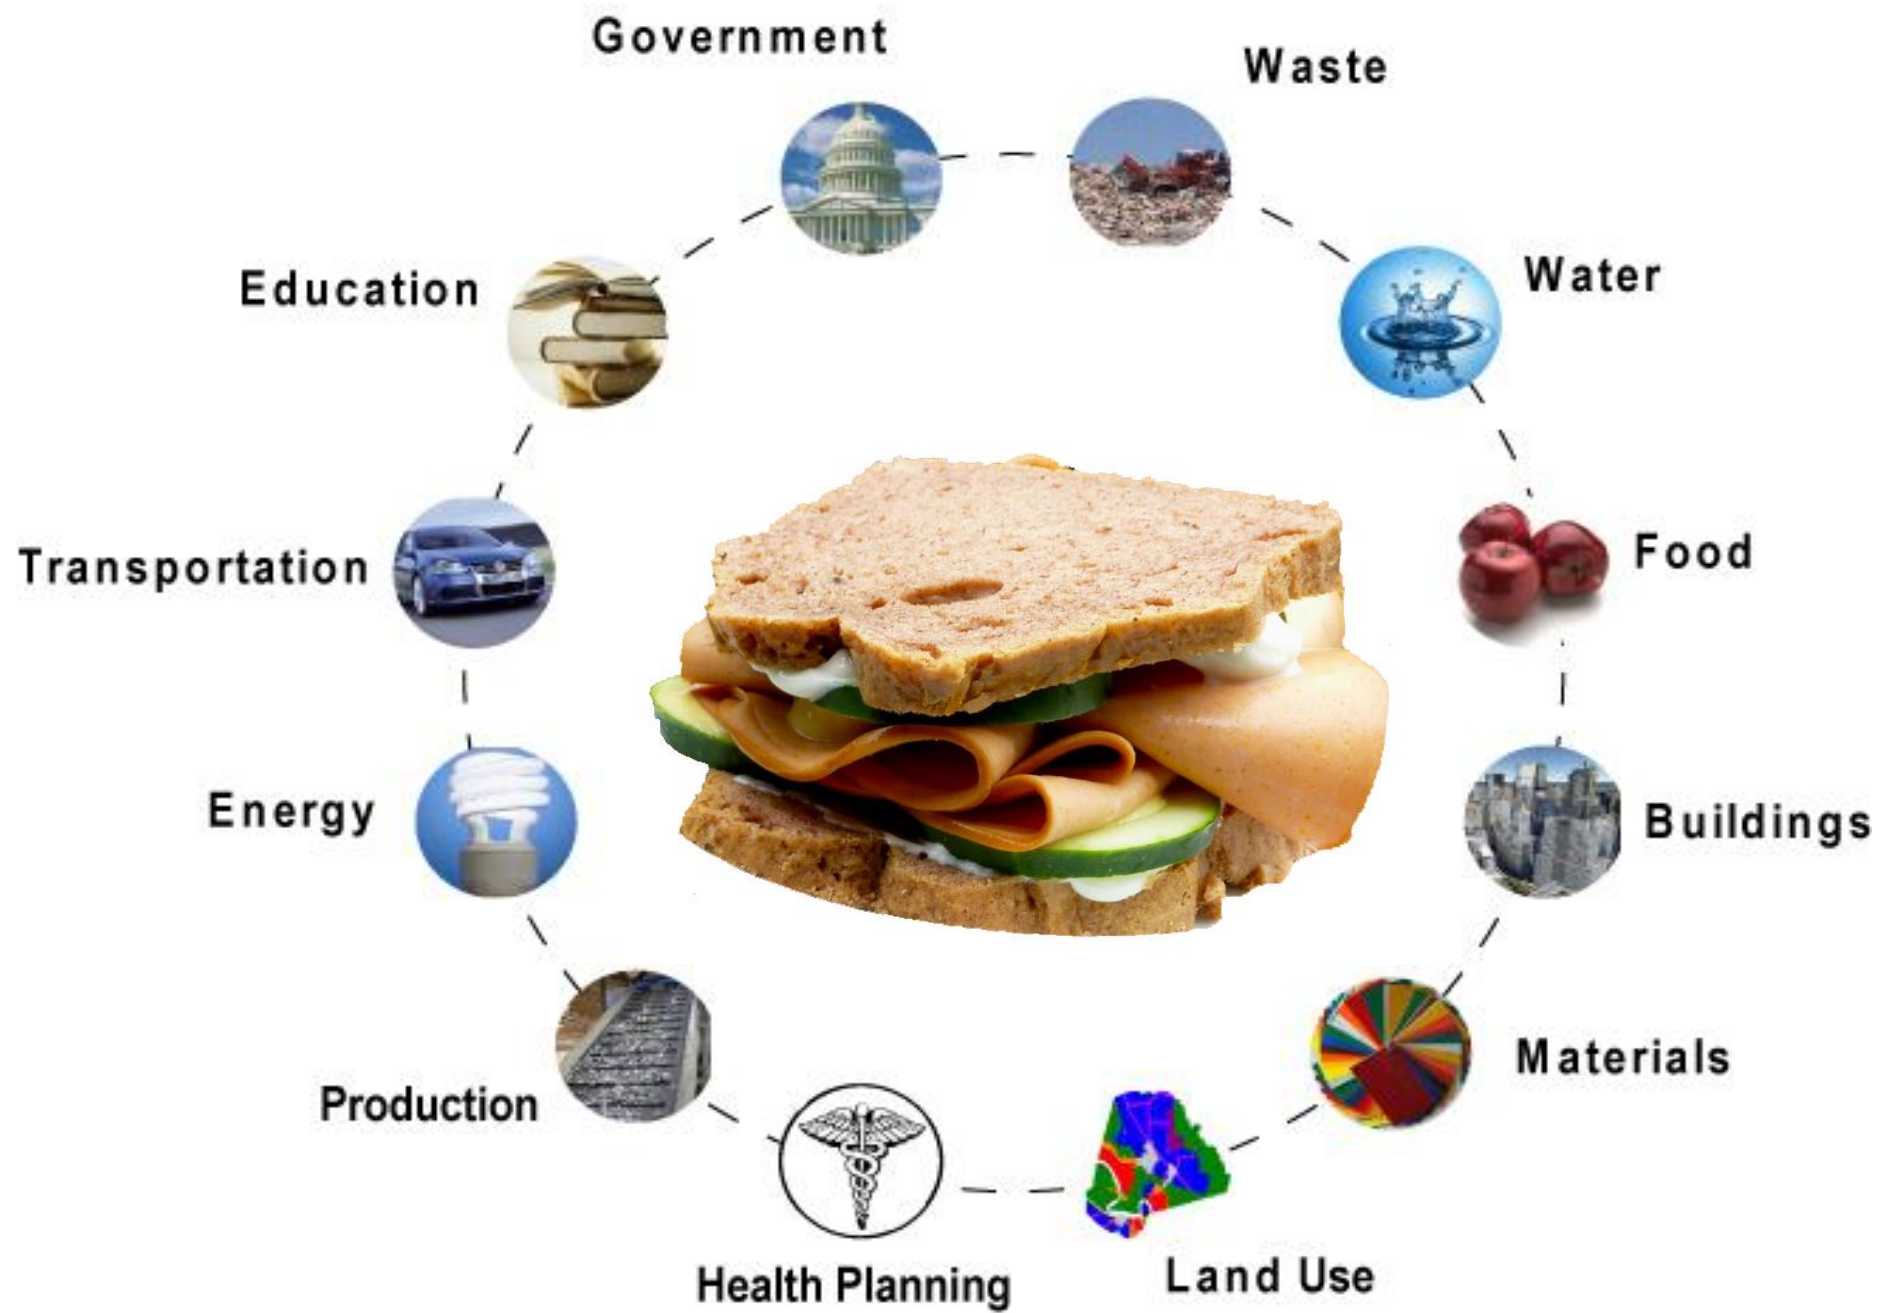 Government
Waste
Education
Water
Transportation
Food
Energy
Buildings
Production
Materials
Health Planning
Land Use